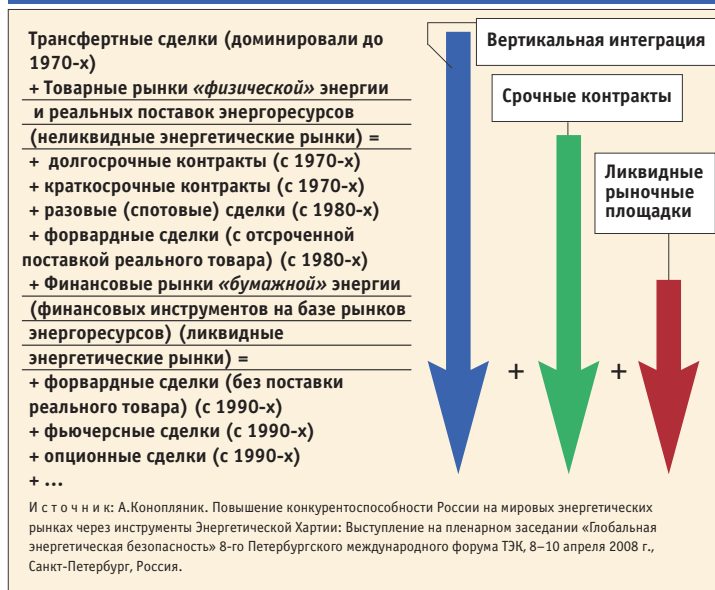 Трансфертные сделки (доминировали до
1970-х)
+ Товарные рынки «физической» энергии
и реальных поставок энергоресурсов
(неликвидные энергетические рынки) =
+ долгосрочные контракты (с 1970-х)
+ краткосрочные контракты (с 1970-х)
+ разовые (спотовые) сделки (с 1980-х)
+ форвардные сделки (с отсроченной
поставкой реального товара) (с 1980-х)
+ Финансовые рынки «бумажной» энергии
(финансовых инструментов на базе рынков
энергоресурсов) (ликвидные
энергетические рынки) =
+ форвардные сделки (без поставки
реального товара) (с 1990-х)
+ фьючерсные сделки (с 1990-х)
+ опционные сделки (с 1990-х)
+ ...
Вертикальная интеграция
Срочные контракты
Ликвидные
рыночные
площадки
+
+
И с т о ч н и к: А.Конопляник. Повышение конкурентоспособности России на мировых энергетических
рынках через инструменты Энергетической Хартии: Выступление на пленарном заседании «Глобальная
энергетическая безопасность» 8-го Петербургского международного форума ТЭК, 8–10 апреля 2008 г.,
Санкт-Петербург, Россия.